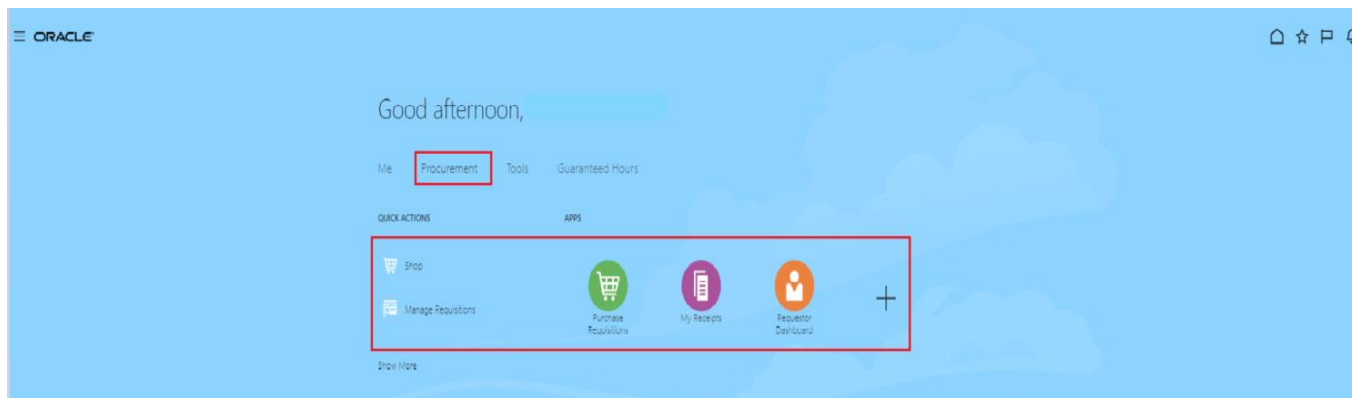 ORACLE
Good afternoon,
Me Procurement Tools Guaranteed Hours
QUICK ACTIONS APPS
Shop
Manage Requisitions
Purchase Requisitions
My Receipts
Requestor Dashboard
Show More